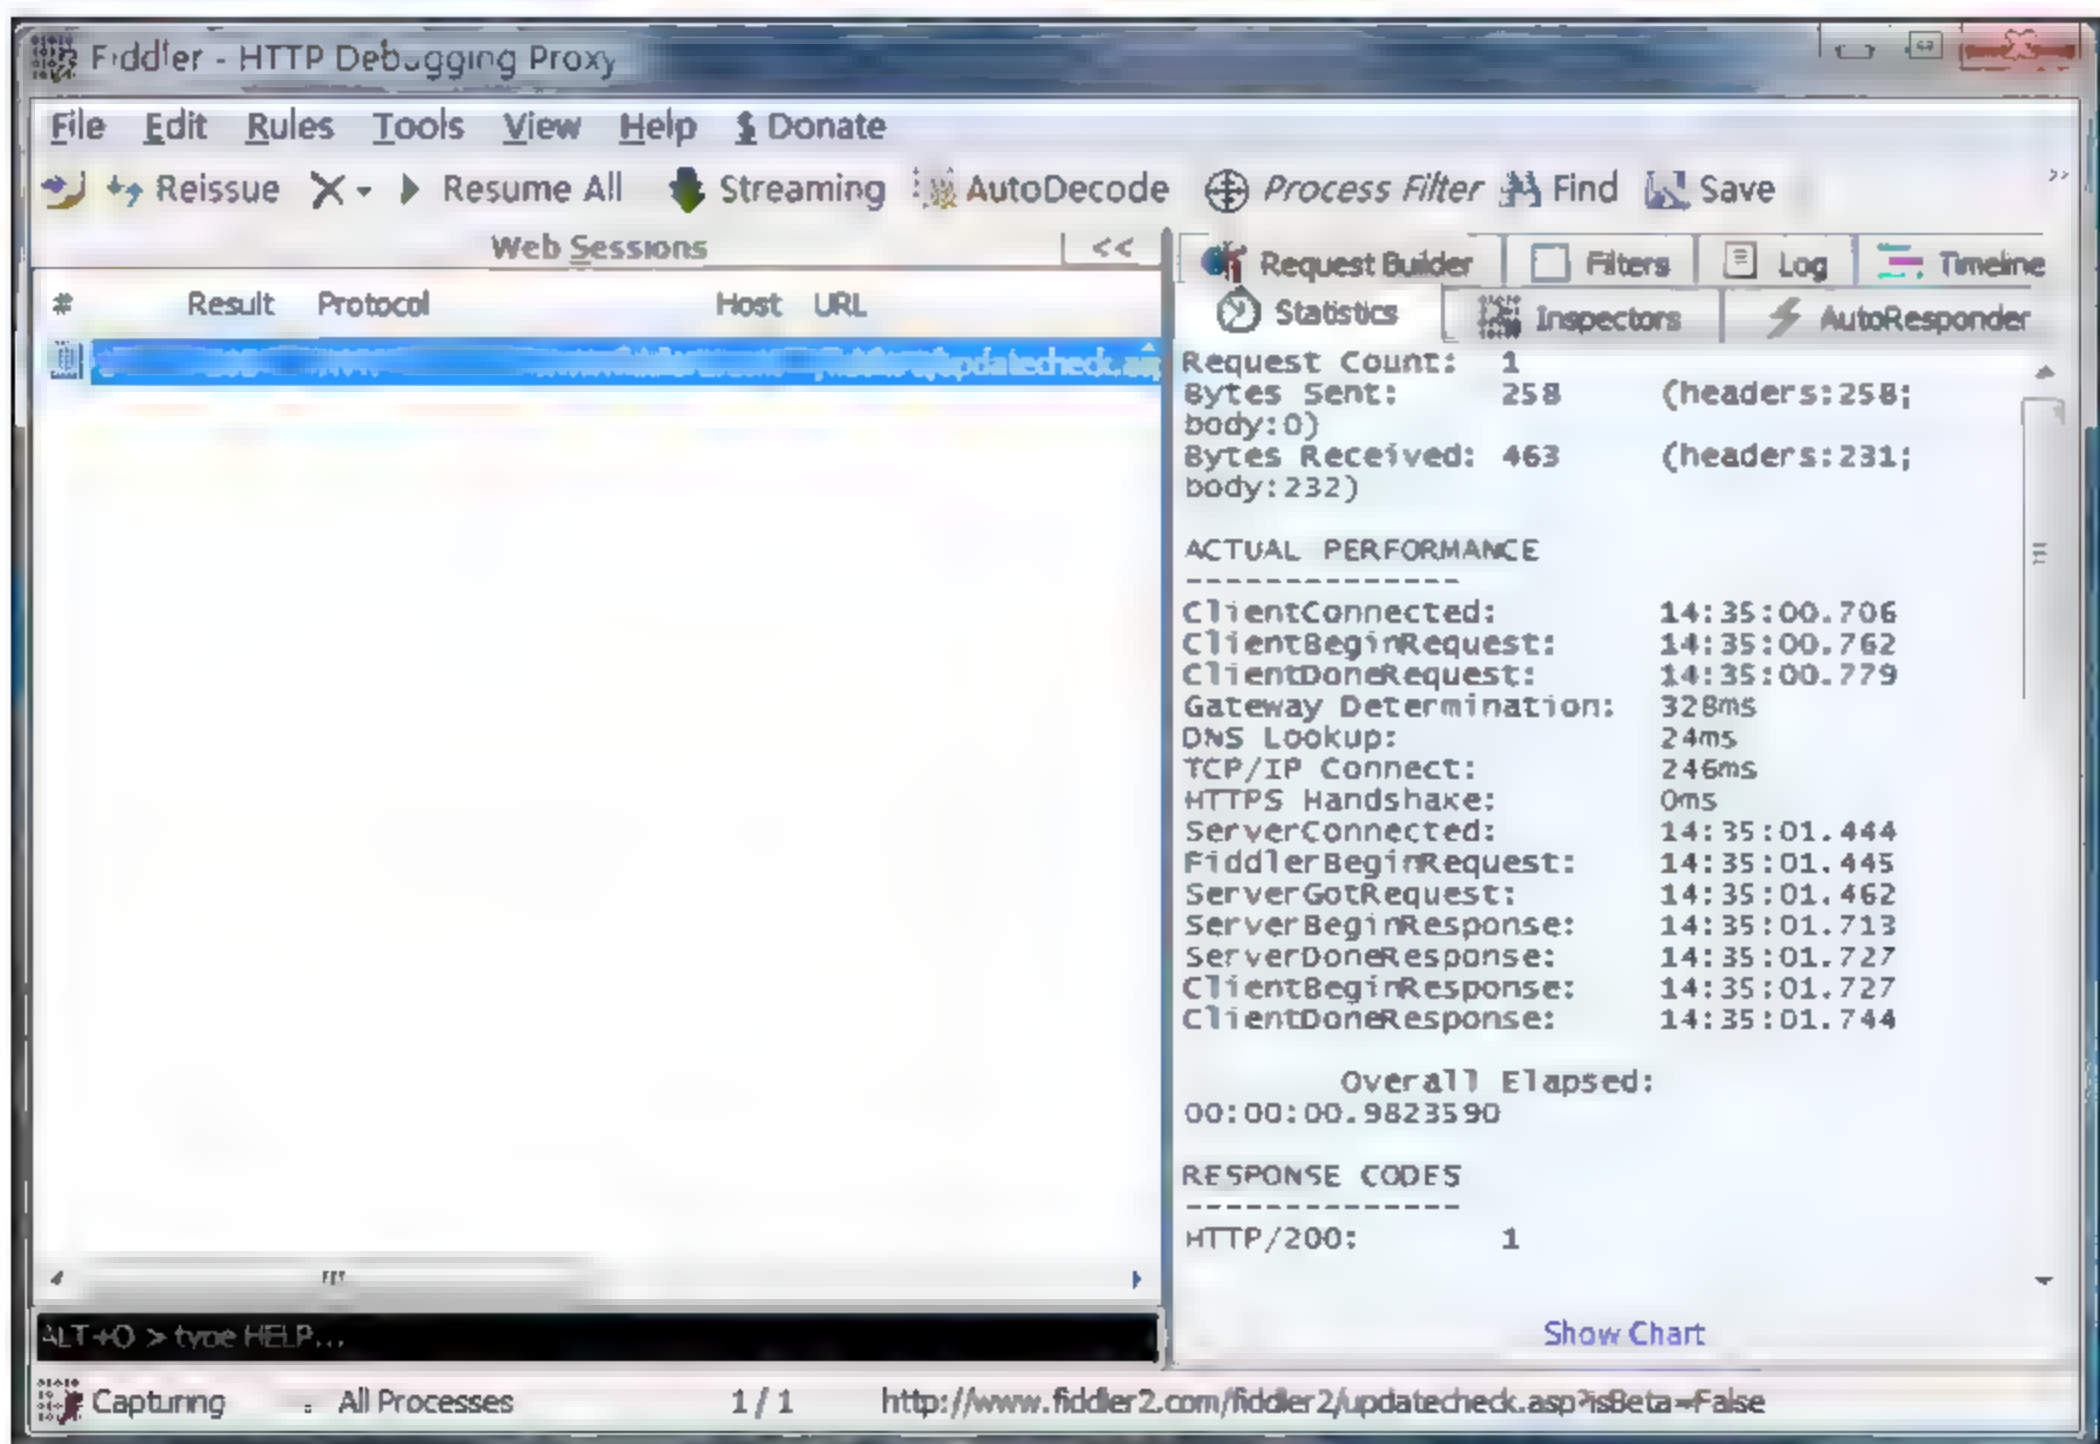 Fiddler - HTTP Debugging Proxy
File Edit Rules Tools View Help $ Donate
Reissue Resume All Streaming AutoDecode Process Filter Find Save >>
Web Sessions <<
# Result Protocol Host URL
updatecheck.asp
Request Builder Filters Log Timeline
Statistics Inspectors AutoResponder
Request Count: 1
Bytes Sent: 258 (headers:258;
body:0)
Bytes Received: 463 (headers:231;
body:232)
ACTUAL PERFORMANCE
--------------
ClientConnected: 14:35:00.706
ClientBeginRequest: 14:35:00.762
ClientDoneRequest: 14:35:00.779
Gateway Determination: 328ms
DNS Lookup: 24ms
TCP/IP Connect: 246ms
HTTPS Handshake: 0ms
ServerConnected: 14:35:01.444
FiddlerBeginRequest: 14:35:01.445
ServerGotRequest: 14:35:01.462
ServerBeginResponse: 14:35:01.713
ServerDoneResponse: 14:35:01.727
ClientBeginResponse: 14:35:01.727
ClientDoneResponse: 14:35:01.744
Overall Elapsed:
00:00:00.9823590
RESPONSE CODES
--------------
HTTP/200: 1
Show Chart
ALT+Q > type HELP...
Capturing All Processes 1 / 1 http://www.fiddler2.com/fiddler2/updatecheck.asp?isBeta=False